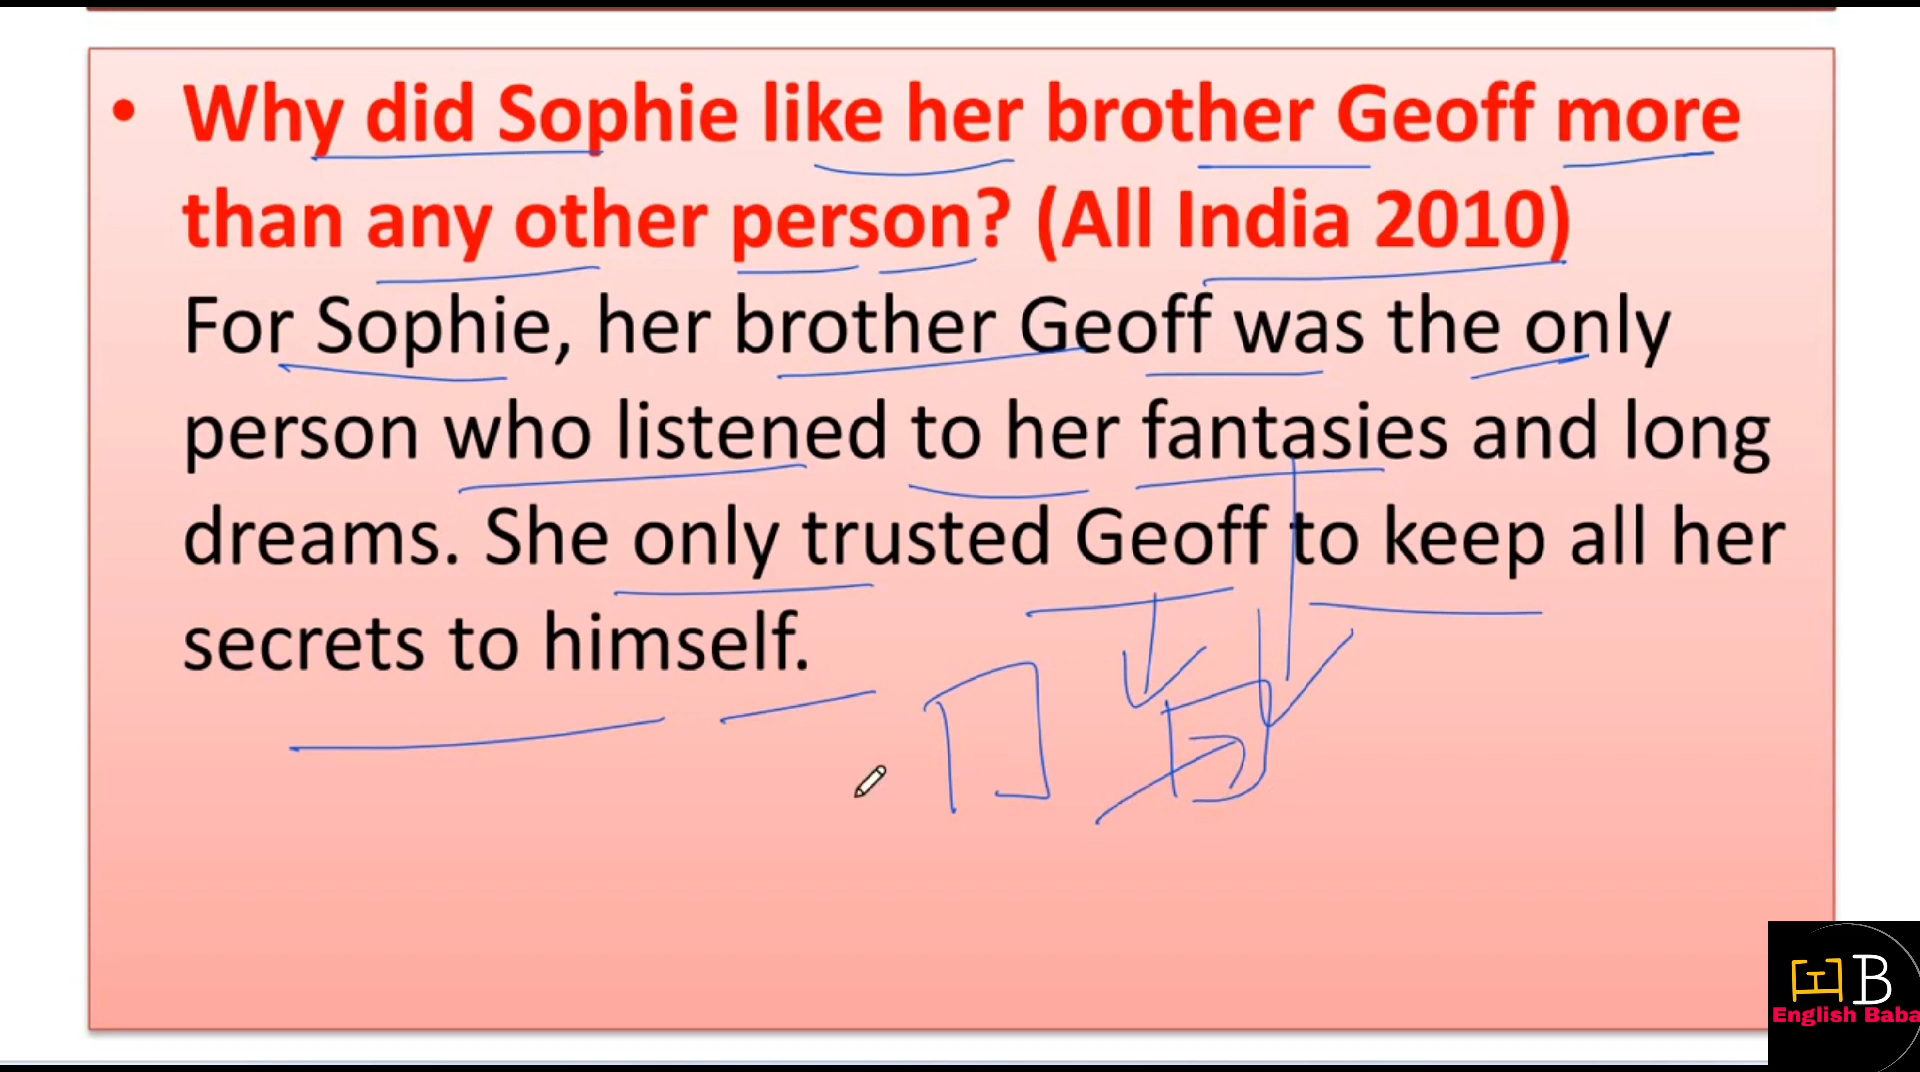 • Why did Sophie like her brother Geoff more
than any other person? (All India 2010)
For Sophie, her brother Geoff was the only
person who listened to her fantasies and long
dreams. She only trusted Geoff to keep all her
secrets to himself.
B
English Baba